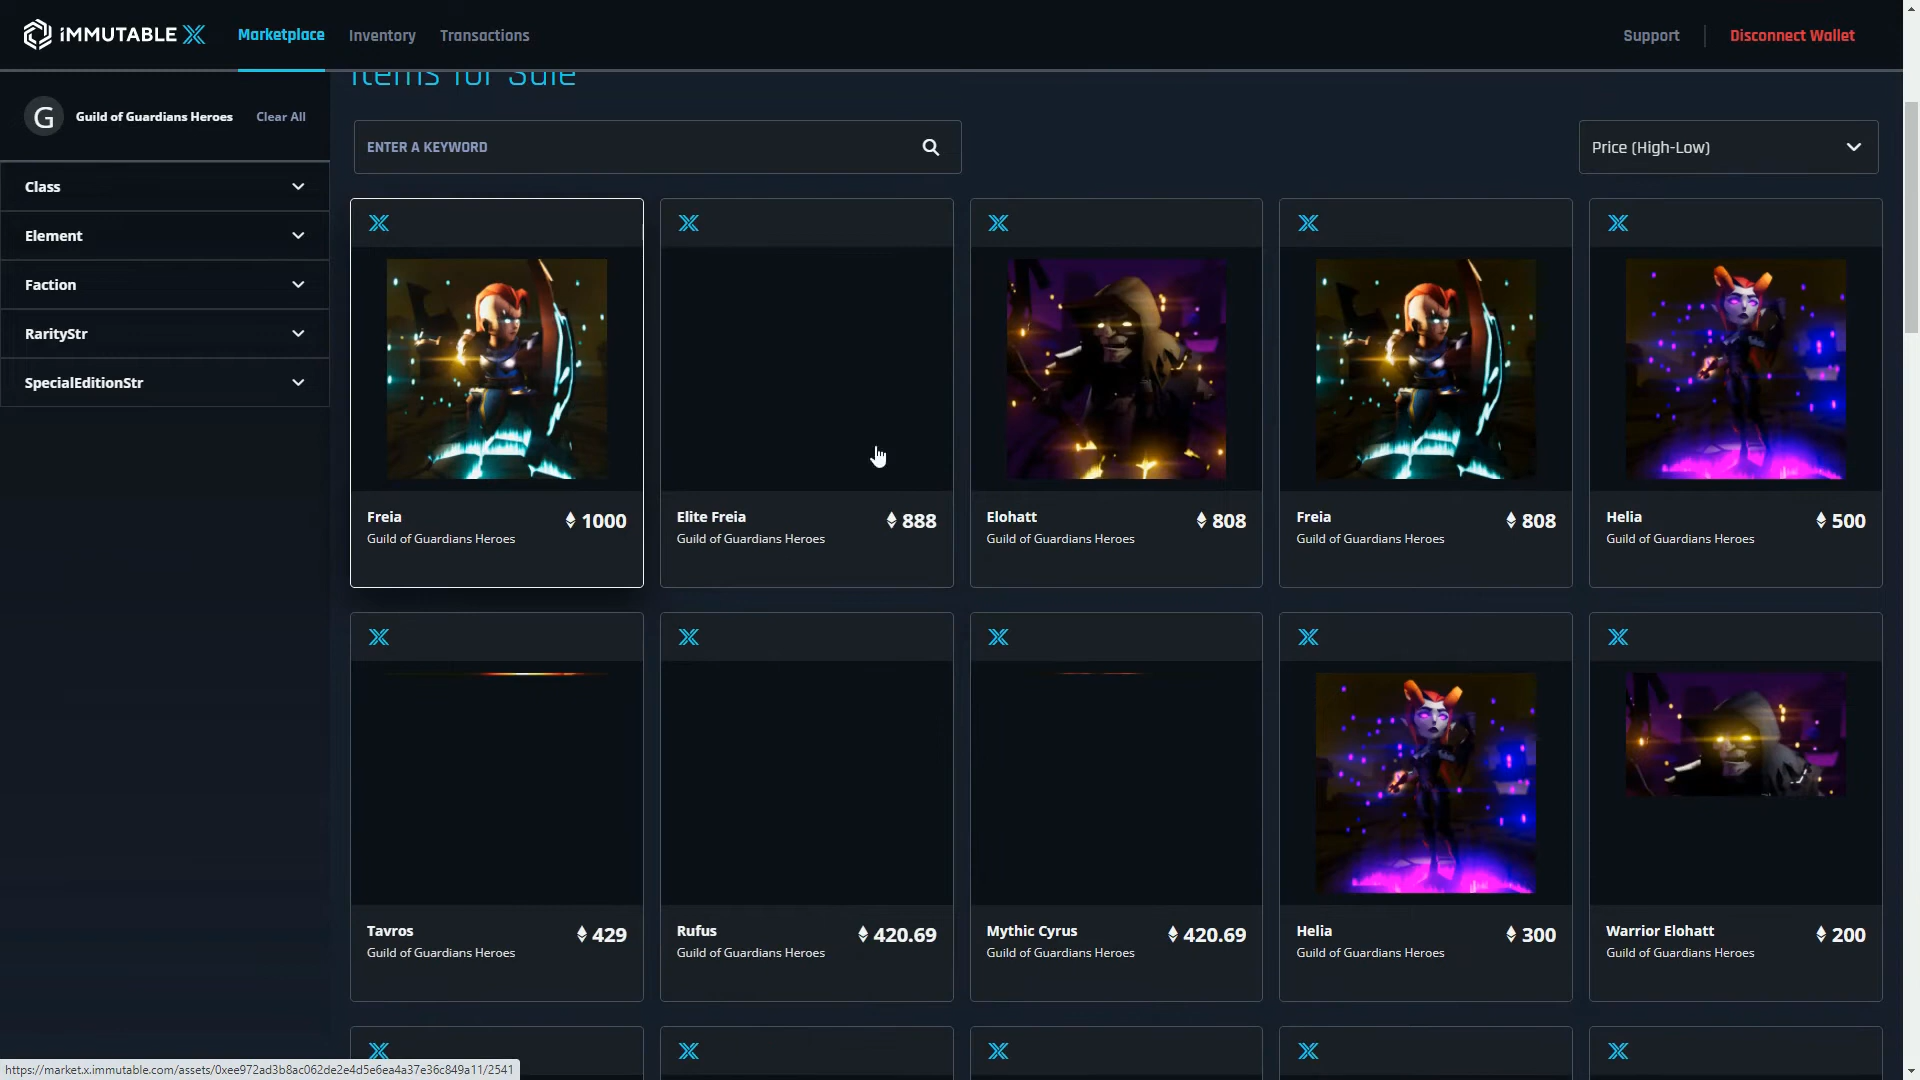 IMMUTABLE X
Marketplace
Inventory
Transactions
Support
Disconnect Wallet
Items for Sale
G
Guild of Guardians Heroes
Clear All
Class
Element
Faction
RarityStr
SpecialEditionStr
ENTER A KEYWORD
Price (High-Low)
Freia
1000
Guild of Guardians Heroes
Elite Freia
888
Guild of Guardians Heroes
Elohatt
808
Guild of Guardians Heroes
Freia
808
Guild of Guardians Heroes
Helia
500
Guild of Guardians Heroes
Tavros
429
Guild of Guardians Heroes
Rufus
420.69
Guild of Guardians Heroes
Mythic Cyrus
420.69
Guild of Guardians Heroes
Helia
300
Guild of Guardians Heroes
Warrior Elohatt
200
Guild of Guardians Heroes
https://market.x.immutable.com/assets/0xee972ad3b8ac062de2e4d5e6ea4a37e36c849a11/2541